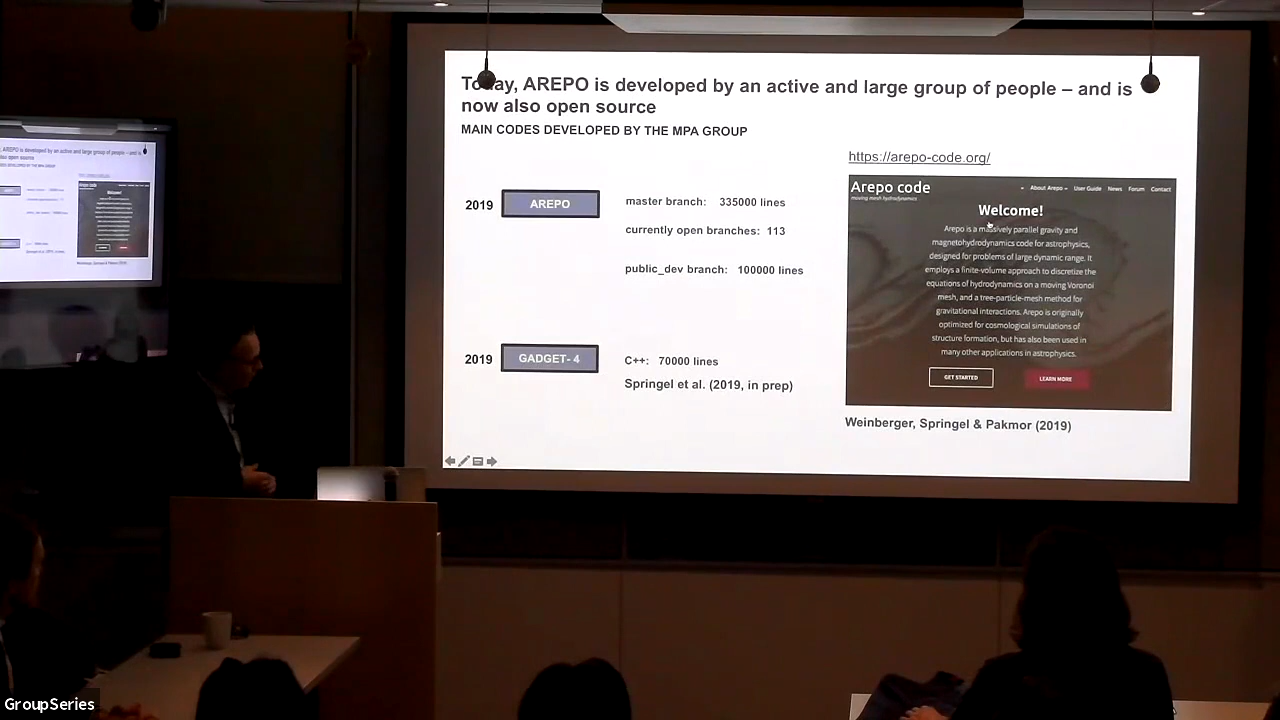 Today, AREPO is developed by an active and large group of people – and is
now also open source
MAIN CODES DEVELOPED BY THE MPA GROUP
https://arepo-code.org/
2019
AREPO
master branch: 335000 lines
currently open branches: 113
public_dev branch: 100000 lines
Arepo code
moving mesh hydrodynamics
About Arepo
User Guide
News
Forum
Contact
Welcome!
Arepo is a massively parallel gravity and
magnetohydrodynamics code for astrophysics,
designed for problems of large dynamic range. It
employs a finite-volume approach to discretize the
equations of hydrodynamics on a moving Voronoi
mesh, and a tree-particle-mesh method for
gravitational interactions. Arepo is originally
optimized for cosmological simulations of
structure formation, but has also been used in
many other applications in astrophysics.
GET STARTED
LEARN MORE
2019
GADGET- 4
C++: 70000 lines
Springel et al. (2019, in prep)
Weinberger, Springel & Pakmor (2019)
GroupSeries